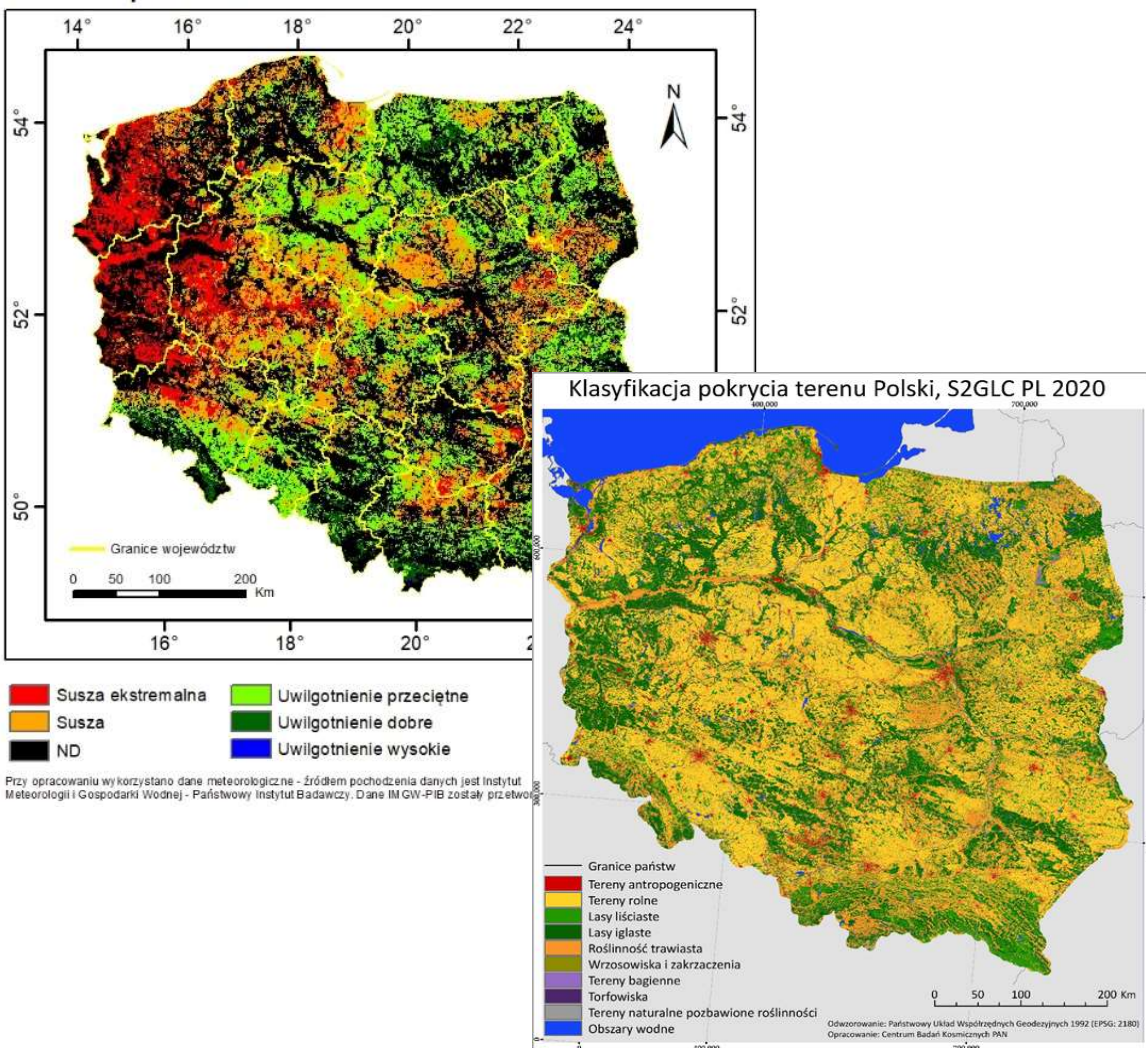 14° 16° 18° 20° 22° 24°
N
54° 54°
52° 52°
50°
Granice województw
0 50 100 200
Km
16° 18° 20°
Susza ekstremalna
Susza
ND
Uwilgotnienie przeciętne
Uwilgotnienie dobre
Uwilgotnienie wysokie
Przy opracowaniu wykorzystano dane meteorologiczne - źródłem pochodzenia danych jest Instytut
Meteorologii i Gospodarki Wodnej - Państwowy Instytut Badawczy. Dane IMGW-PIB zostały
Klasyfikacja pokrycia terenu Polski, S2GLC PL 2020
400,000 700,000
600,000
300,000
Granice państw
Tereny antropogeniczne
Tereny rolne
Lasy liściaste
Lasy iglaste
Roślinność trawiasta
Wrzosowiska i zakrzaczenia
Tereny bagienne
Torfowiska
Tereny naturalne pozbawione roślinności
Obszary wodne
0 50 100 200 Km
Odwzorowanie: Państwowy Układ Współrzędnych Geodezyjnych 1992 [EPSG: 2180]
Opracowanie: Centrum Badań Kosmicznych PAN